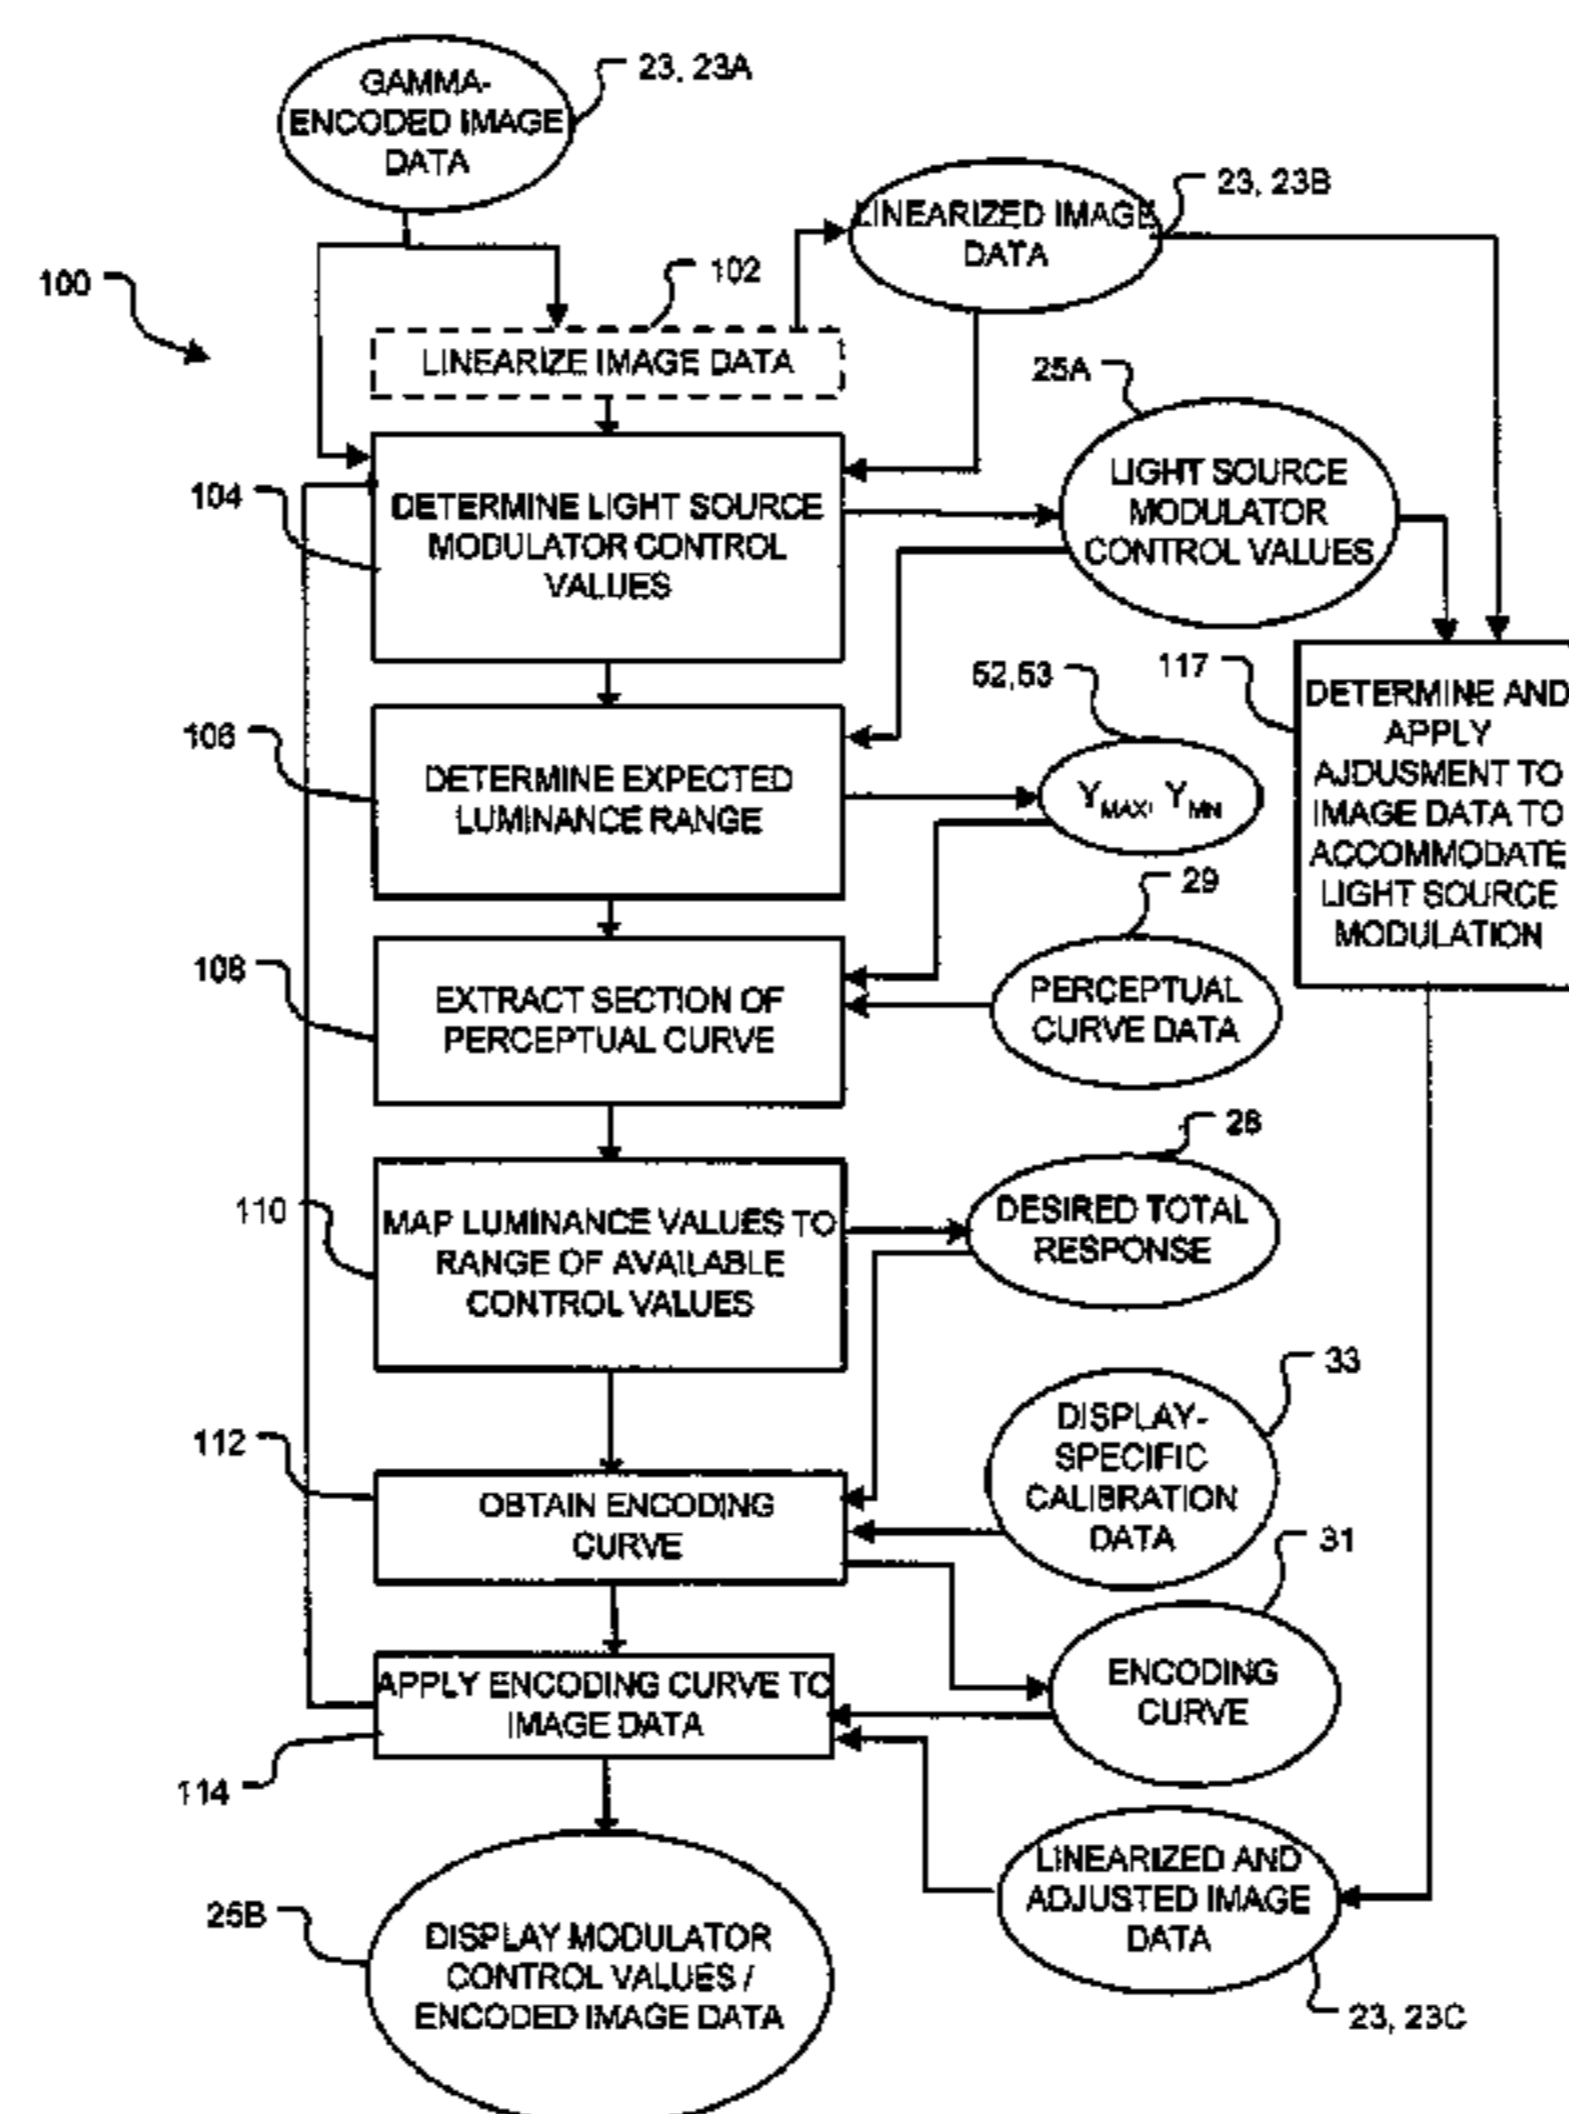 GAMMA-
ENCODED IMAGE
DATA
23, 23A
LINEARIZED IMAGE
DATA
23, 23B
100
102
LINEARIZE IMAGE DATA
25A
104
DETERMINE LIGHT SOURCE
MODULATOR CONTROL
VALUES
LIGHT SOURCE
MODULATOR
CONTROL VALUES
52,53
117
DETERMINE AND
APPLY
AJDUSMENT TO
IMAGE DATA TO
ACCOMMODATE
LIGHT SOURCE
MODULATION
106
DETERMINE EXPECTED
LUMINANCE RANGE
YMAX, YMIN
29
108
EXTRACT SECTION OF
PERCEPTUAL CURVE
PERCEPTUAL
CURVE DATA
28
110
MAP LUMINANCE VALUES TO
RANGE OF AVAILABLE
CONTROL VALUES
DESIRED TOTAL
RESPONSE
33
112
OBTAIN ENCODING
CURVE
DISPLAY-
SPECIFIC
CALIBRATION
DATA
31
APPLY ENCODING CURVE TO
IMAGE DATA
ENCODING
CURVE
114
LINEARIZED AND
ADJUSTED IMAGE
DATA
25B
DISPLAY MODULATOR
CONTROL VALUES /
ENCODED IMAGE DATA
23, 23C